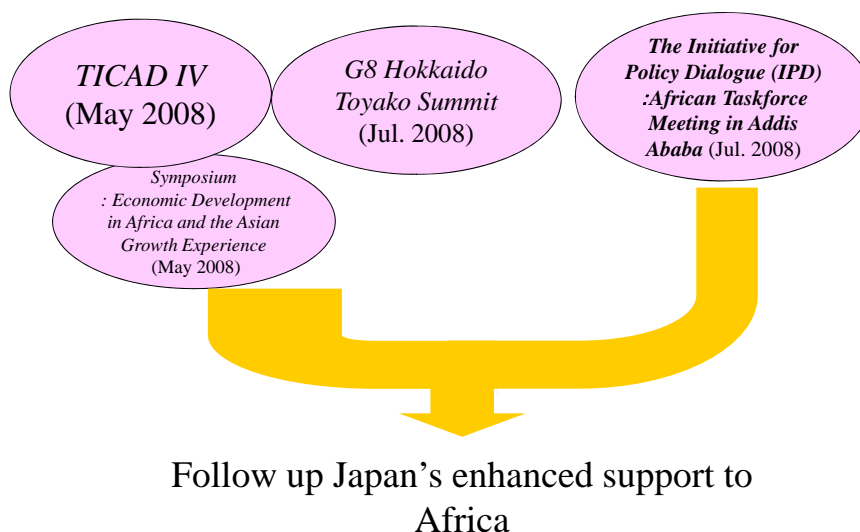 TICAD IV
(May 2008)
G8 Hokkaido
Toyako Summit
(Jul. 2008)
The Initiative for
Policy Dialogue (IPD)
:African Taskforce
Meeting in Addis
Ababa (Jul. 2008)
Symposium
: Economic Development
in Africa and the Asian
Growth Experience
(May 2008)
Follow up Japan’s enhanced support to
Africa